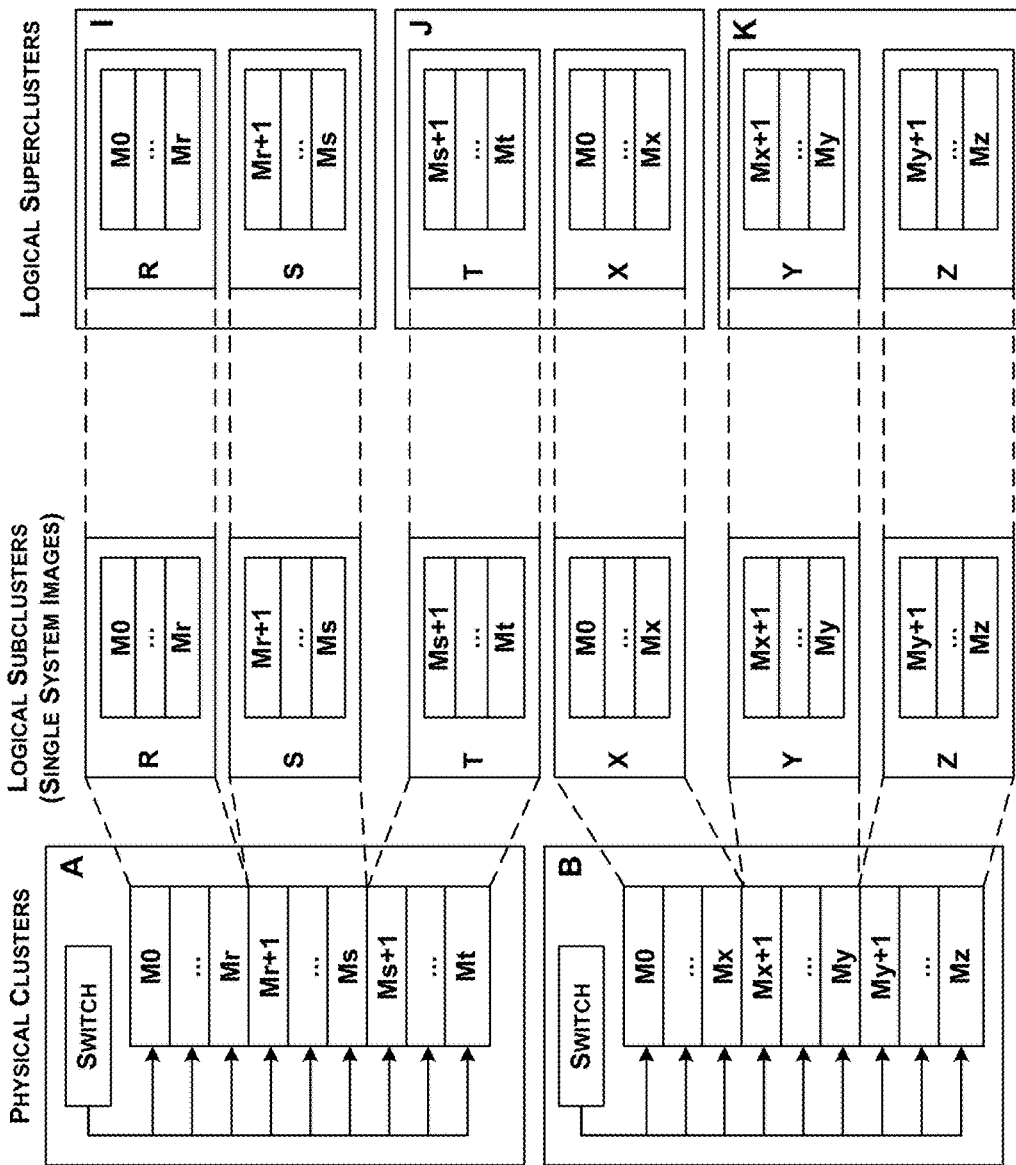 PHYSICAL CLUSTERS
A
SWITCH
M0
...
Mr
Mr+1
...
Ms
Ms+1
...
Mt
B
SWITCH
M0
...
Mx
Mx+1
...
My
My+1
...
Mz
LOGICAL SUBCLUSTERS
(SINGLE SYSTEM IMAGES)
R
M0
...
Mr
S
Mr+1
...
Ms
T
Ms+1
...
Mt
X
M0
...
Mx
Y
Mx+1
...
My
Z
My+1
...
Mz
LOGICAL SUPERCLUSTERS
I
R
M0
...
Mr
S
Mr+1
...
Ms
J
T
Ms+1
...
Mt
X
M0
...
Mx
K
Y
Mx+1
...
My
Z
My+1
...
Mz